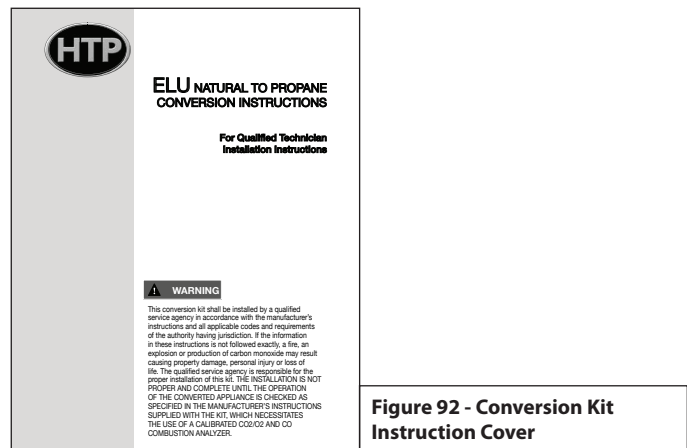 HTP
ELU NATURAL TO PROPANE
CONVERSION INSTRUCTIONS
For Qualified Technician
Installation Instructions
WARNING
This conversion kit shall be installed by a qualified
service agency in accordance with the manufacturer's
instructions and all applicable codes and requirements
of the authority having jurisdiction. If the information
in these instructions is not followed exactly, a fire, an
explosion or production of carbon monoxide may result
causing property damage, personal injury or loss of
life. The qualified service agency is responsible for the
proper installation of this kit. THE INSTALLATION IS NOT
PROPER AND COMPLETE UNTIL THE OPERATION
OF THE CONVERTED APPLIANCE IS CHECKED AS
SPECIFIED IN THE MANUFACTURER'S INSTRUCTIONS
SUPPLIED WITH THE KIT, WHICH NECESSITATES
THE USE OF A CALIBRATED CO2/O2 AND CO
COMBUSTION ANALYZER.
Figure 92 - Conversion Kit
Instruction Cover